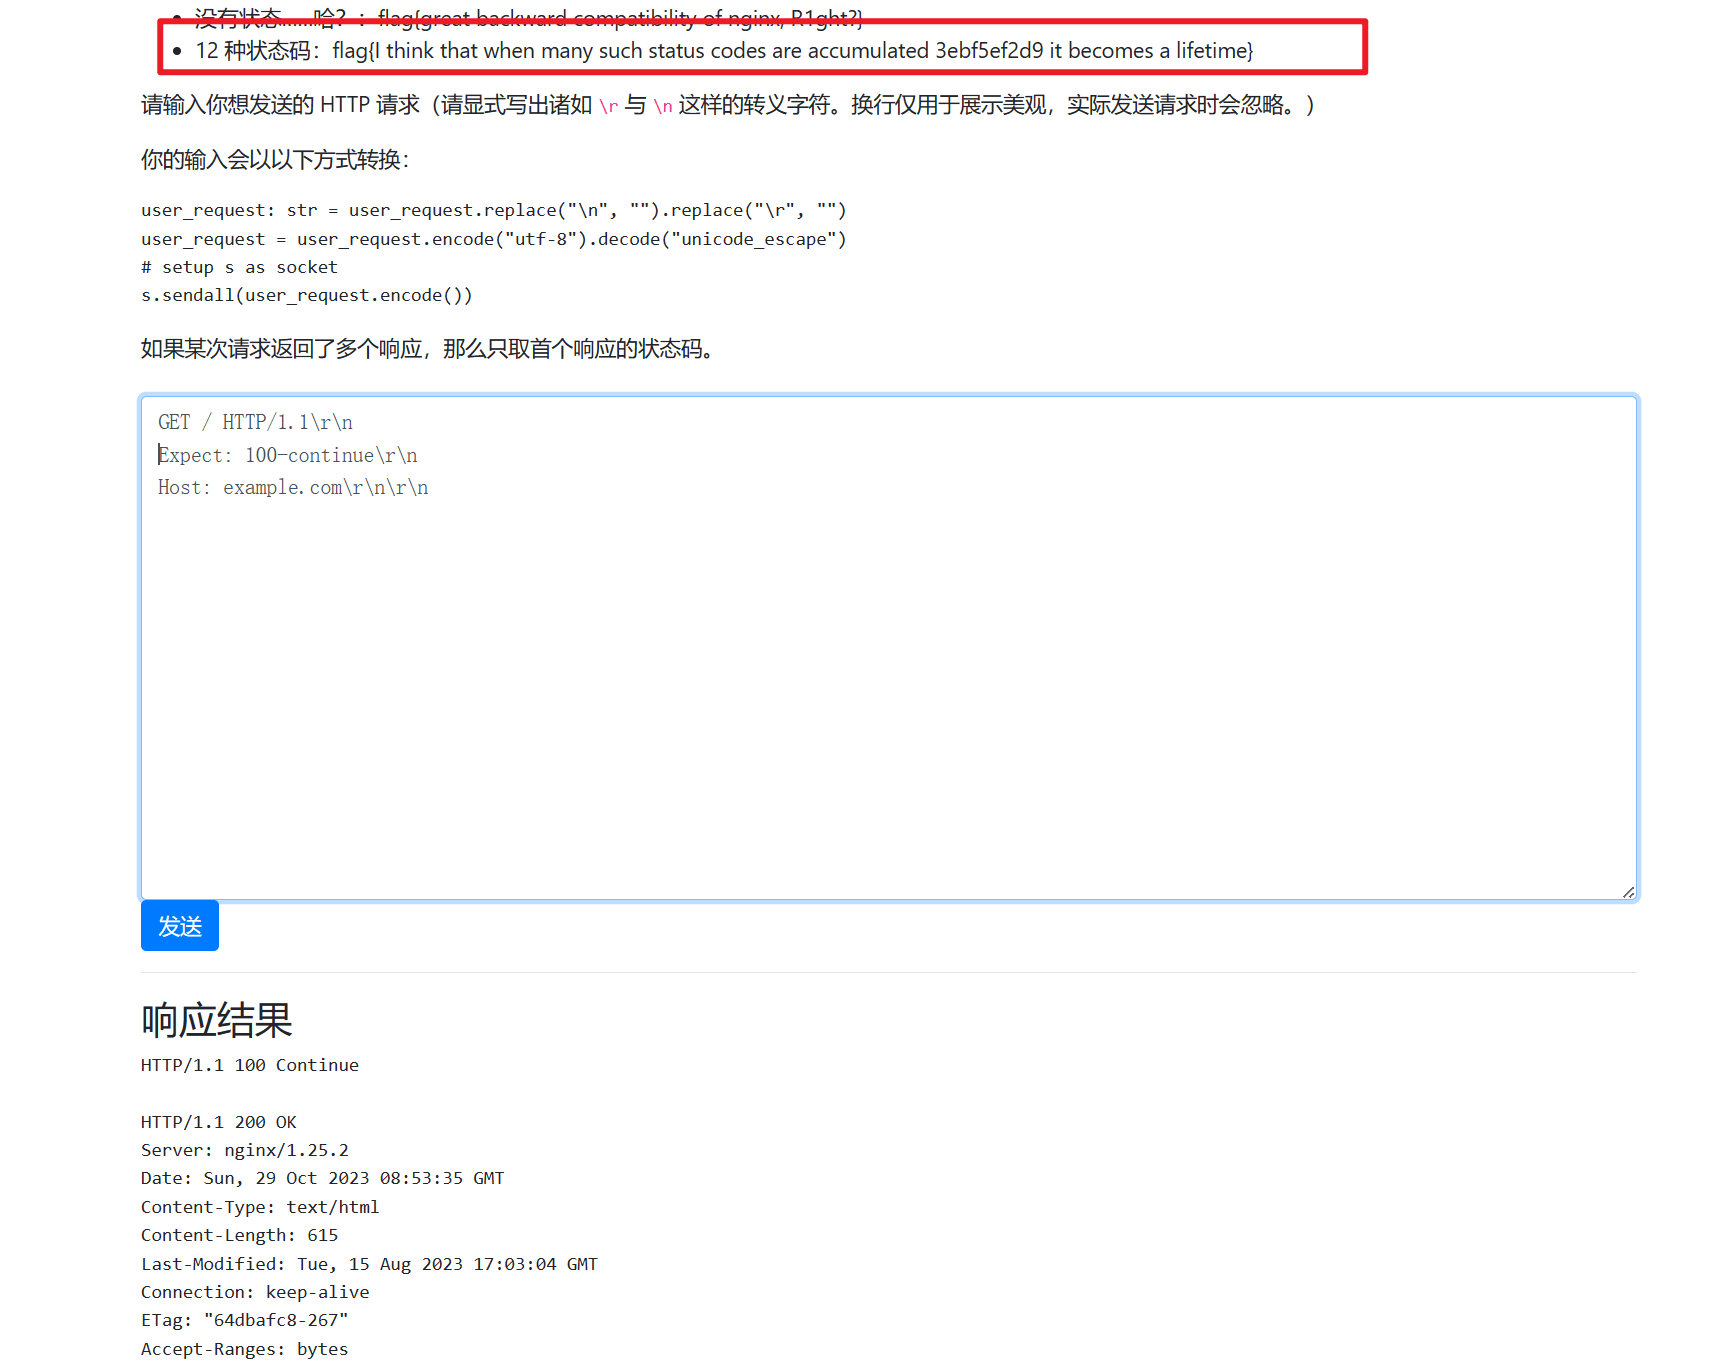 没有状态……哈？：flag{great backward compatibility of nginx, R1ght?}
12 种状态码：flag{I think that when many such status codes are accumulated 3ebf5ef2d9 it becomes a lifetime}
请输入你想发送的 HTTP 请求（请显式写出诸如 \r 与 \n 这样的转义字符。换行仅用于展示美观，实际发送请求时会忽略。）
你的输入会以以下方式转换：
user_request: str = user_request.replace("\n", "").replace("\r", "")
user_request = user_request.encode("utf-8").decode("unicode_escape")
# setup s as socket
s.sendall(user_request.encode())
如果某次请求返回了多个响应，那么只取首个响应的状态码。
GET / HTTP/1.1\r\n
Expect: 100-continue\r\n
Host: example.com\r\n\r\n
发送
响应结果
HTTP/1.1 100 Continue
HTTP/1.1 200 OK
Server: nginx/1.25.2
Date: Sun, 29 Oct 2023 08:53:35 GMT
Content-Type: text/html
Content-Length: 615
Last-Modified: Tue, 15 Aug 2023 17:03:04 GMT
Connection: keep-alive
ETag: "64dbafc8-267"
Accept-Ranges: bytes